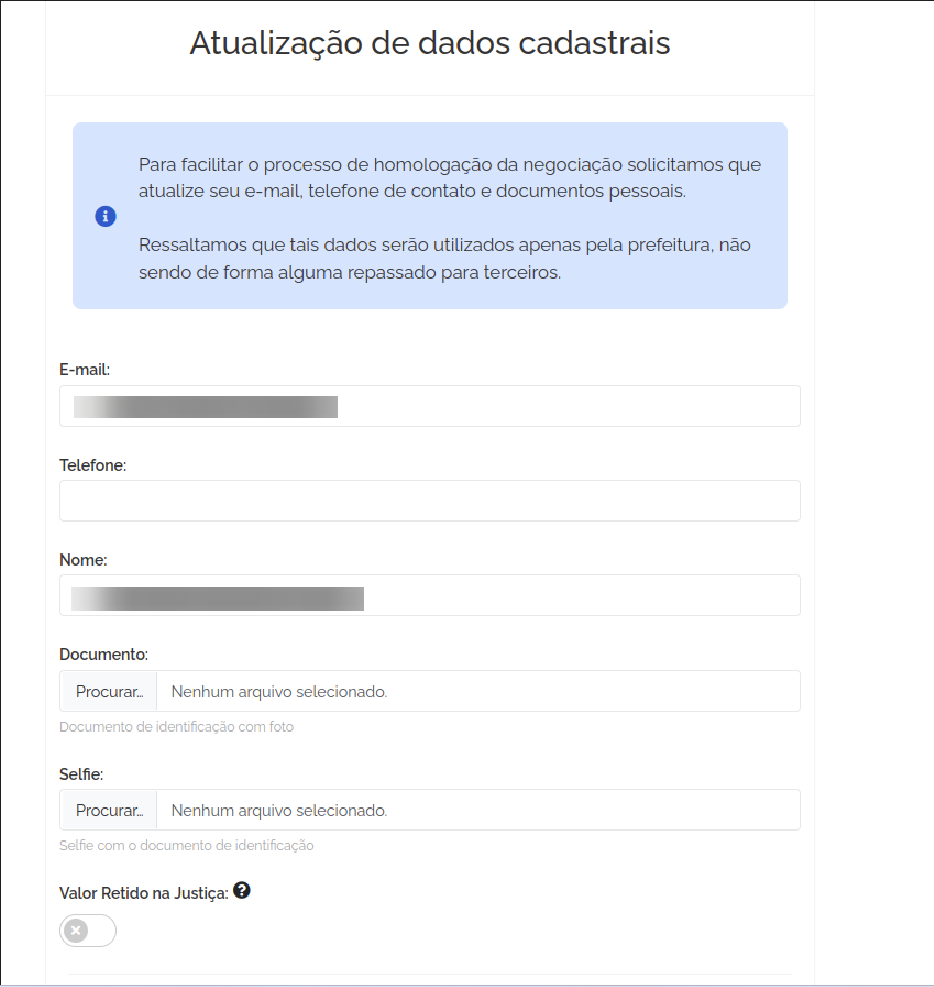 Atualização de dados cadastrais
Para facilitar o processo de homologação da negociação solicitamos que
atualize seu e-mail, telefone de contato e documentos pessoais.
Ressaltamos que tais dados serão utilizados apenas pela prefeitura, não
sendo de forma alguma repassado para terceiros.
E-mail:
Telefone:
Nome:
Documento:
Procurar... Nenhum arquivo selecionado.
Documento de identificação com foto
Selfie:
Procurar... Nenhum arquivo selecionado.
Selfie com o documento de identificação
Valor Retido na Justiça: